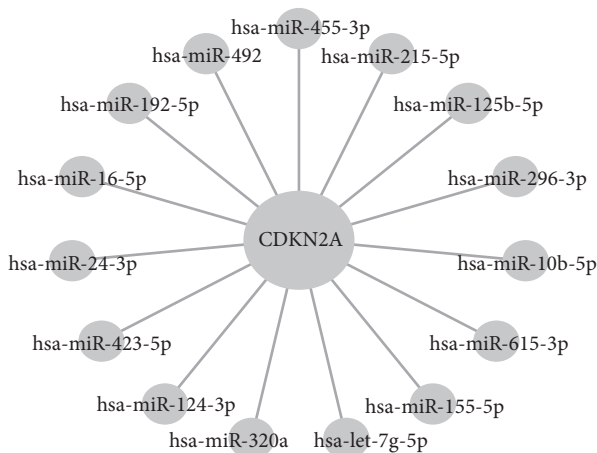 hsa-miR-455-3p
hsa-miR-492
hsa-miR-215-5p
hsa-miR-192-5p
hsa-miR-125b-5p
hsa-miR-16-5p
hsa-miR-296-3p
CDKN2A
hsa-miR-24-3p
hsa-miR-10b-5p
hsa-miR-423-5p
hsa-miR-615-3p
hsa-miR-124-3p
hsa-miR-155-5p
hsa-miR-320a
hsa-let-7g-5p